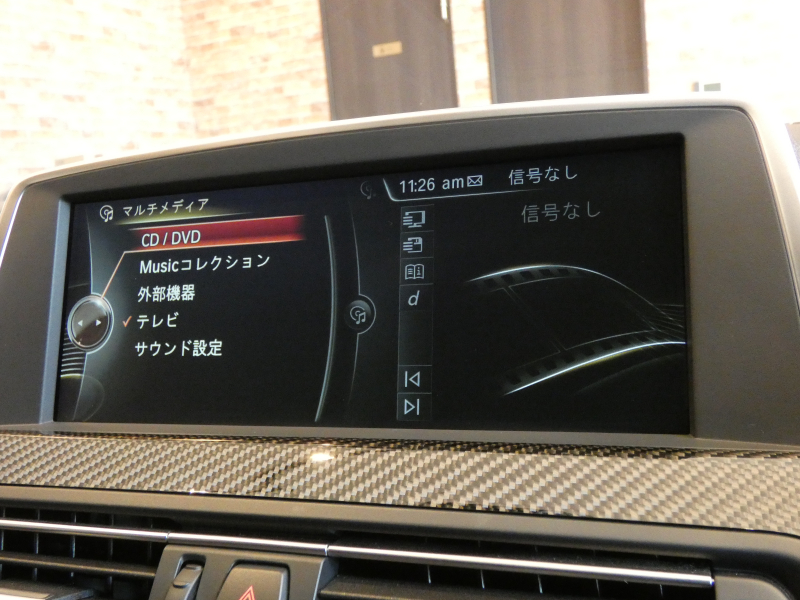 マルチメディア
CD / DVD
Musicコレクション
外部機器
テレビ
サウンド設定
11:26 am 信号なし
信号なし
d